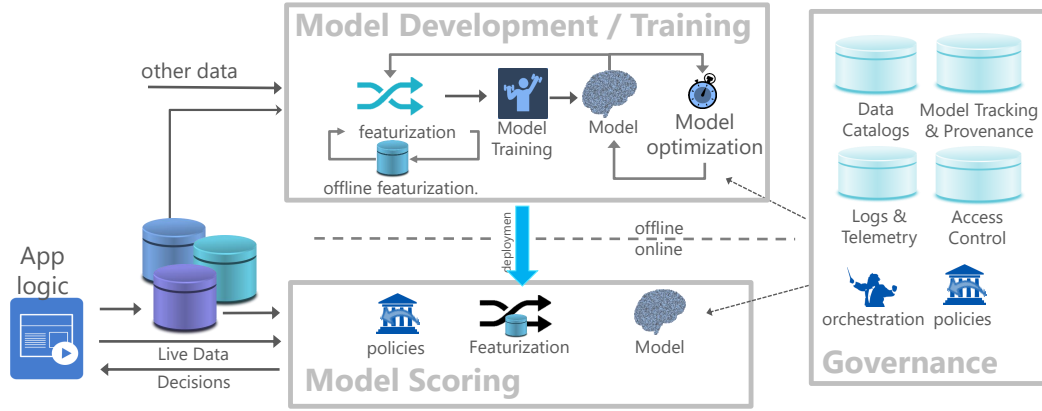 Model Development / Training
other data
featurization
Model
Training
Model
Model
optimization
offline featurization.
Data
Catalogs
Model Tracking
& Provenance
Logs &
Telemetry
Access
Control
orchestration
policies
Governance
deploymen
offline
online
App
logic
Live Data
Decisions
policies
Featurization
Model
Model Scoring